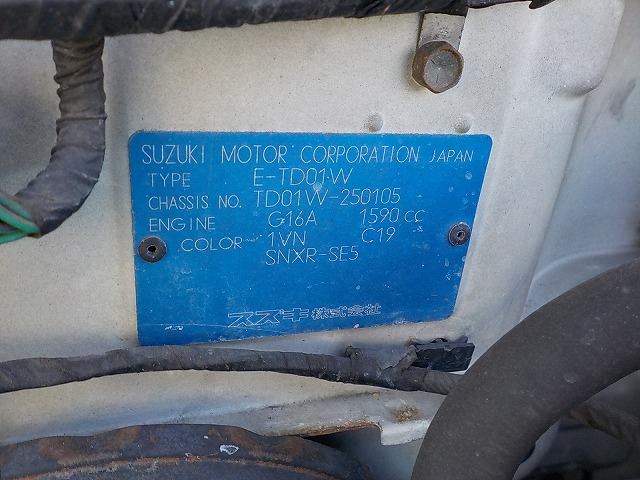 SUZUKI MOTOR CORPORATION JAPAN
TYPE E-TD01W
CHASSIS NO. TD01W-250105
ENGINE G16A 1590 cc
COLOR 1VN C19
SNXR-SE5
スズキ株式会社